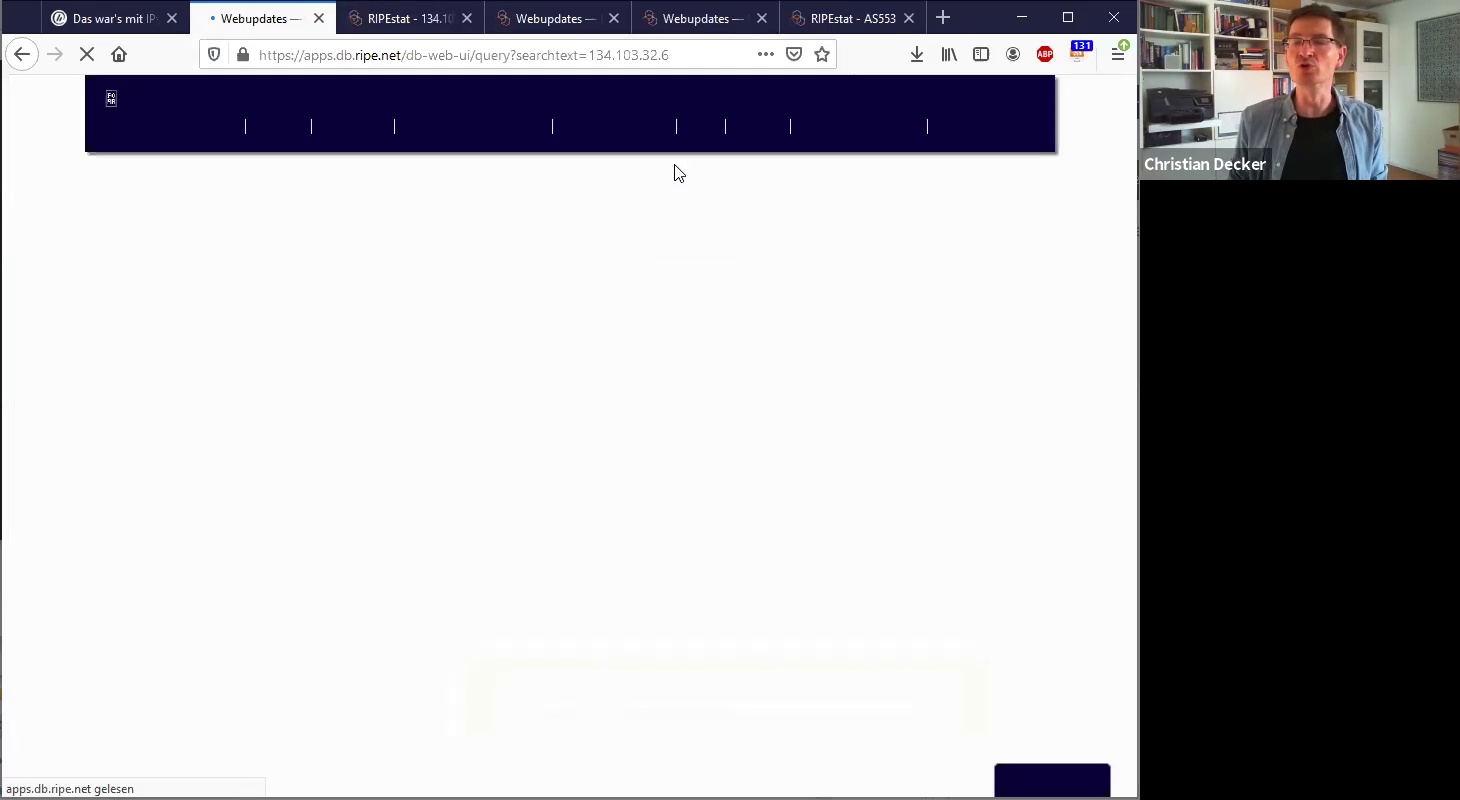 Das war's mit IP
Webupdates —
RIPEstat - 134.10
Webupdates —
Webupdates —
RIPEstat - AS553
https://apps.db.ripe.net/db-web-ui/query?searchtext=134.103.32.6
ABP
131
Christian Decker
apps.db.ripe.net gelesen